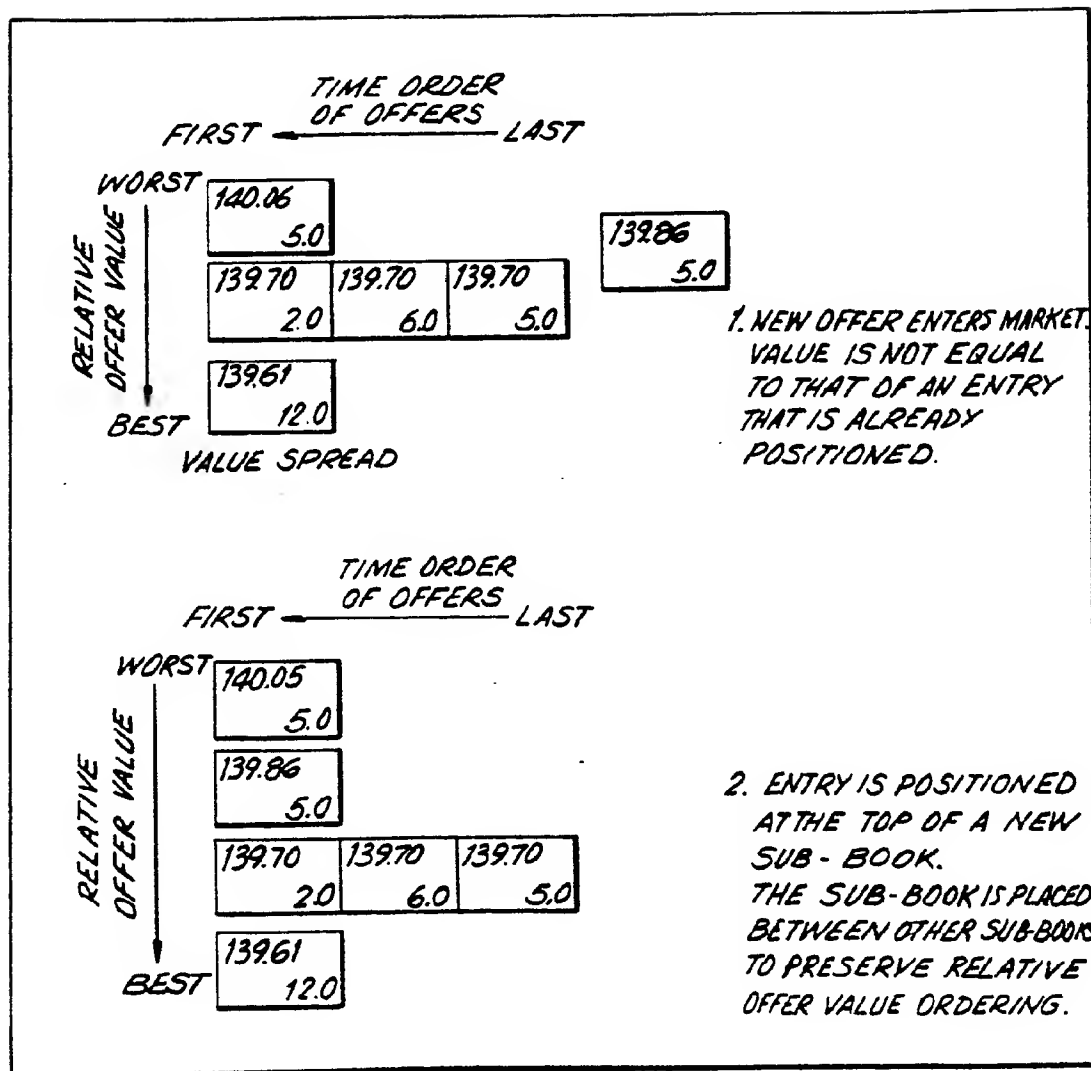 TIME ORDER
OF OFFERS
FIRST LAST
WORST
RELATIVE
OFFER VALUE
140.06
5.0
139.86
5.0
139.70 139.70 139.70
2.0 6.0 5.0
139.61
12.0
BEST
VALUE SPREAD
1. NEW OFFER ENTERS MARKET.
VALUE IS NOT EQUAL
TO THAT OF AN ENTRY
THAT IS ALREADY
POSITIONED.
TIME ORDER
OF OFFERS
FIRST LAST
WORST
RELATIVE
OFFER VALUE
140.05
5.0
139.86
5.0
139.70 139.70 139.70
2.0 6.0 5.0
139.61
12.0
BEST
2. ENTRY IS POSITIONED
AT THE TOP OF A NEW
SUB-BOOK.
THE SUB-BOOK IS PLACED
BETWEEN OTHER SUB-BOOKS
TO PRESERVE RELATIVE
OFFER VALUE ORDERING.